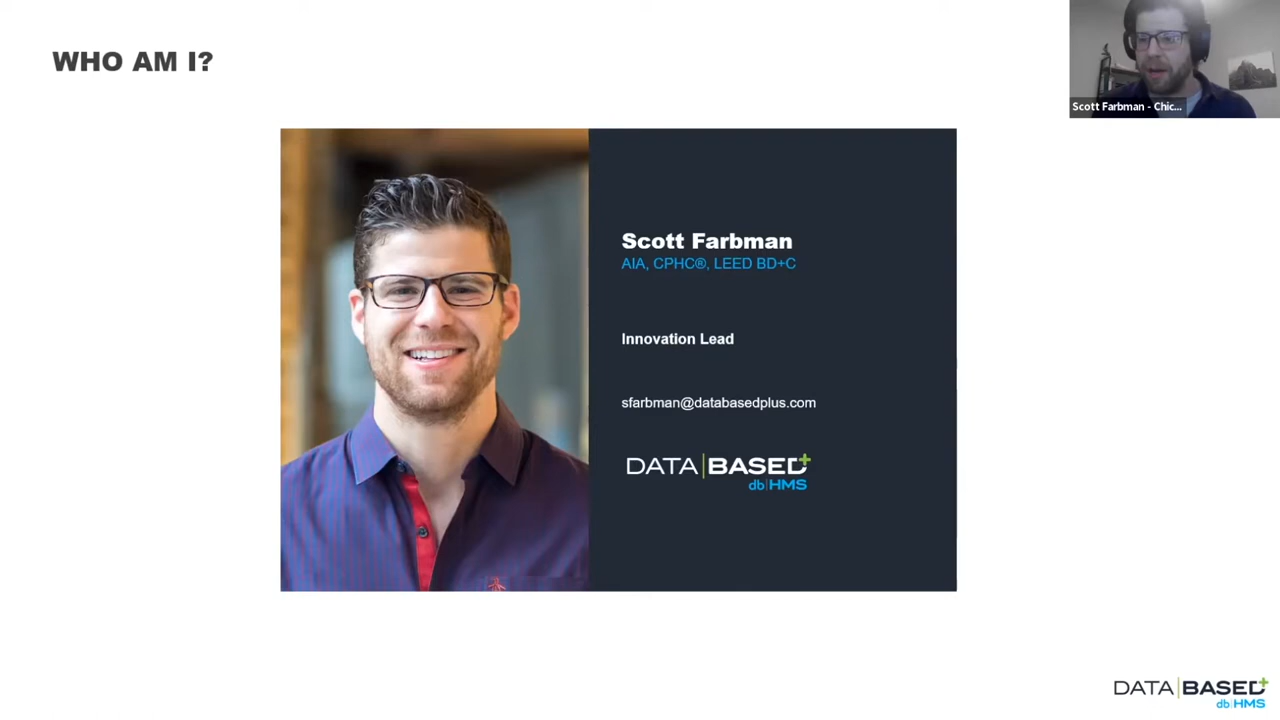 WHO AM I?
Scott Farbman - Chic...
Scott Farbman
AIA, CPHC®, LEED BD+C
Innovation Lead
sfarbman@databasedplus.com
DATA|BASED+
db|HMS
DATA|BASED+
db|HMS